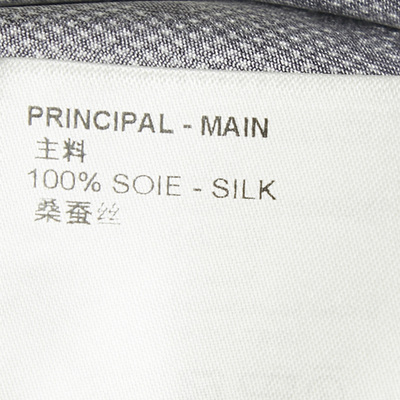 PRINCIPAL - MAIN
主料
100% SOIE - SILK
桑蚕丝